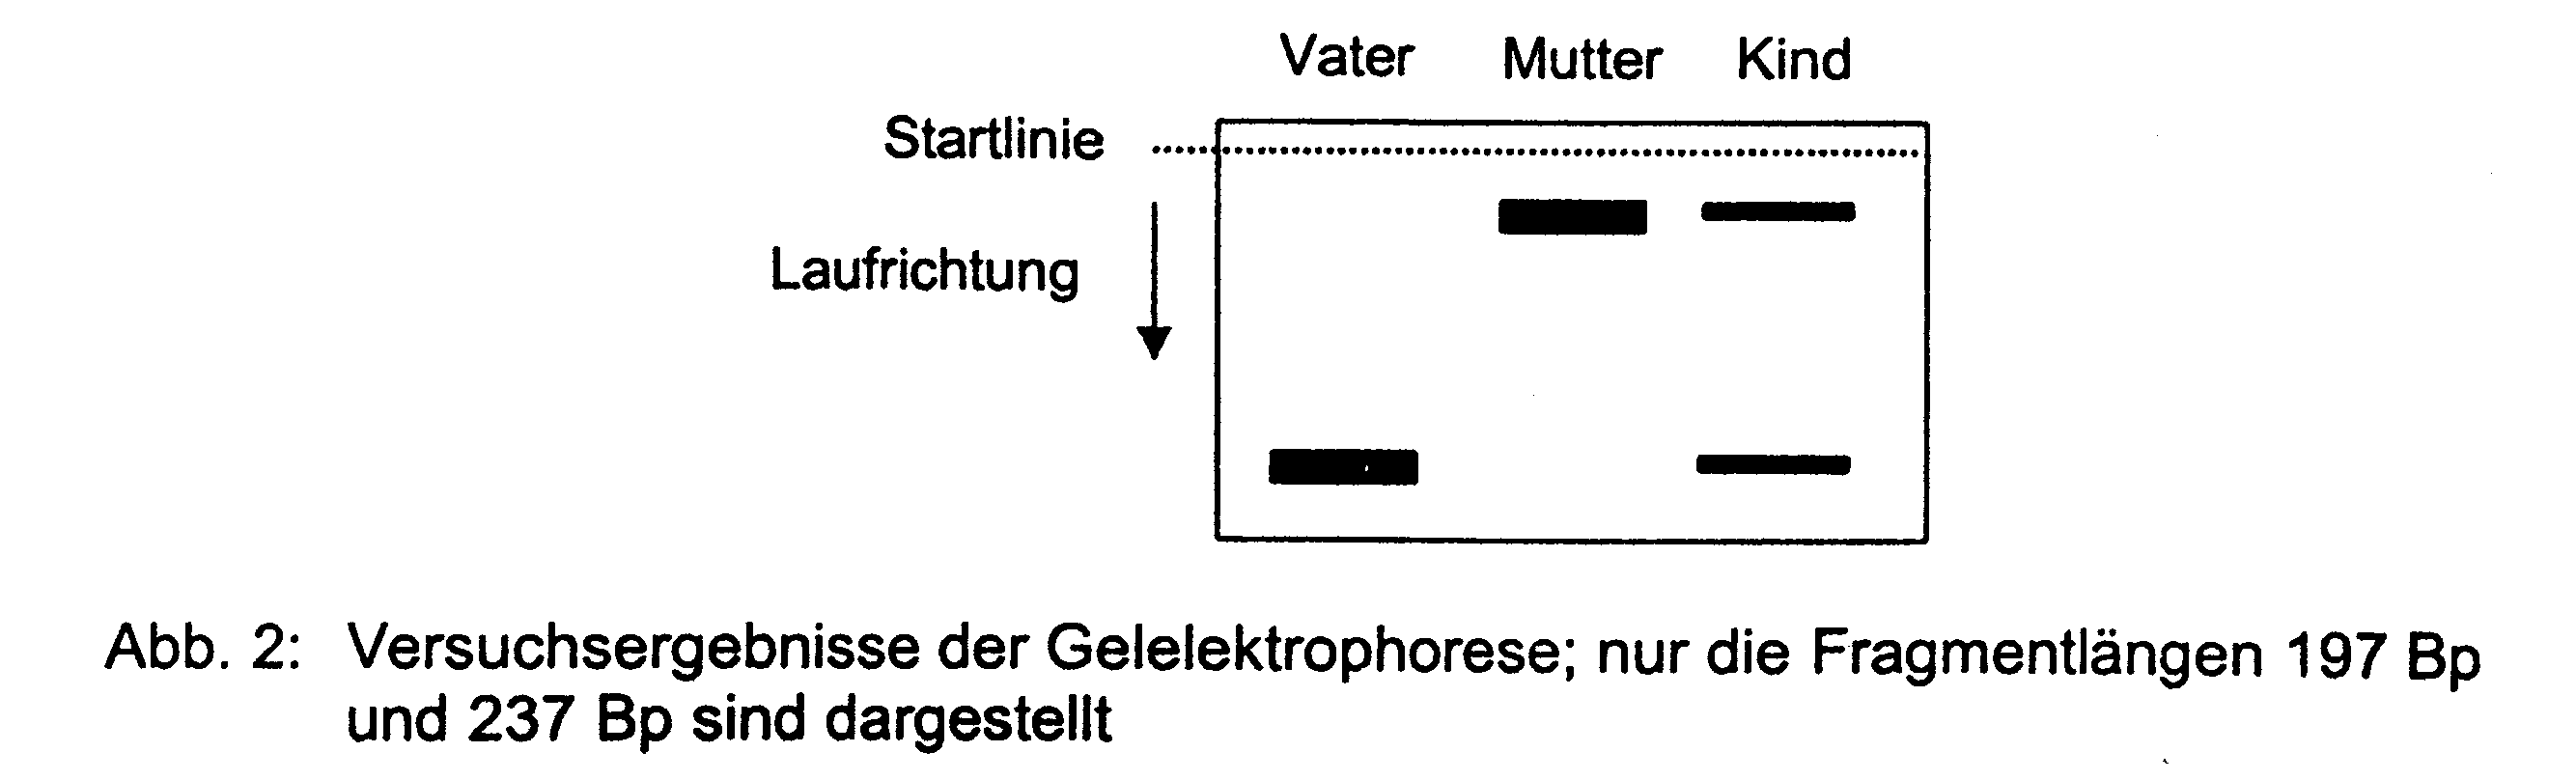 Vater Mutter Kind
Startlinie
Laufrichtung
Abb. 2: Versuchsergebnisse der Gelelektrophorese; nur die Fragmentlängen 197 Bp
und 237 Bp sind dargestellt